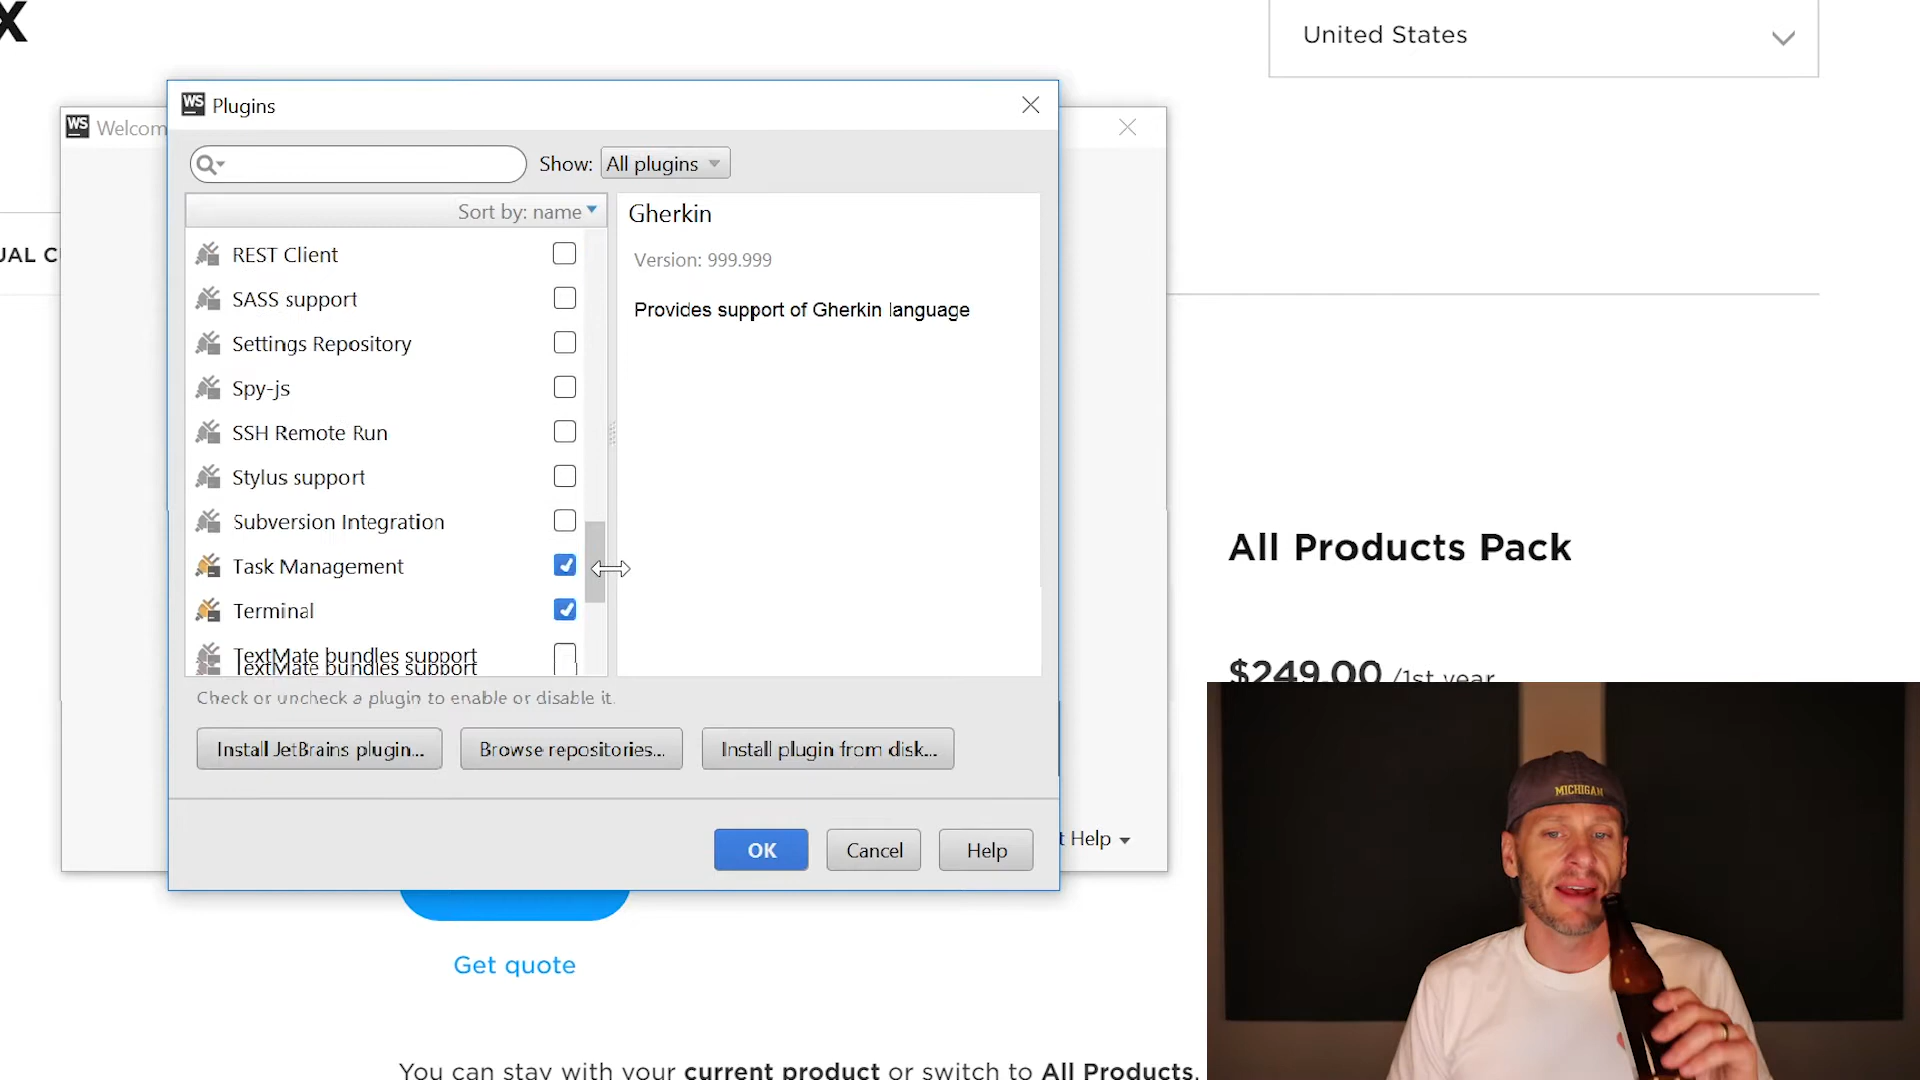 x
United States
WS Plugins
WS Welcom
Show: All plugins
Sort by: name
Gherkin
Version: 999.999
Provides support of Gherkin language
UAL C
REST Client
SASS support
Settings Repository
Spy-js
SSH Remote Run
Stylus support
Subversion Integration
Task Management
Terminal
TextMate bundles support
TextMate bundles support
Check or uncheck a plugin to enable or disable it.
Install JetBrains plugin...
Browse repositories...
Install plugin from disk...
OK
Cancel
Help
t Help
All Products Pack
$249.00 /1st year
MICHIGAN
Get quote
You can stay with your current product or switch to All Products.